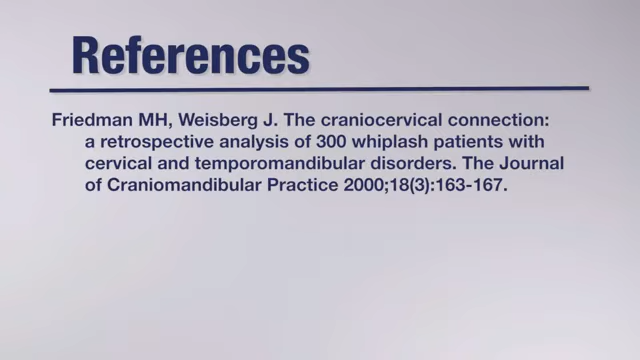 References
Friedman MH, Weisberg J. The craniocervical connection:
a retrospective analysis of 300 whiplash patients with
cervical and temporomandibular disorders. The Journal
of Craniomandibular Practice 2000;18(3):163-167.